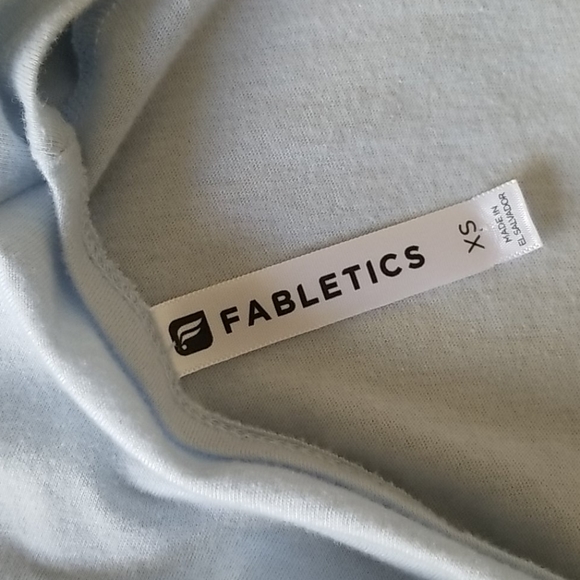 FABLETICS
XS
MADE IN
EL SALVADOR